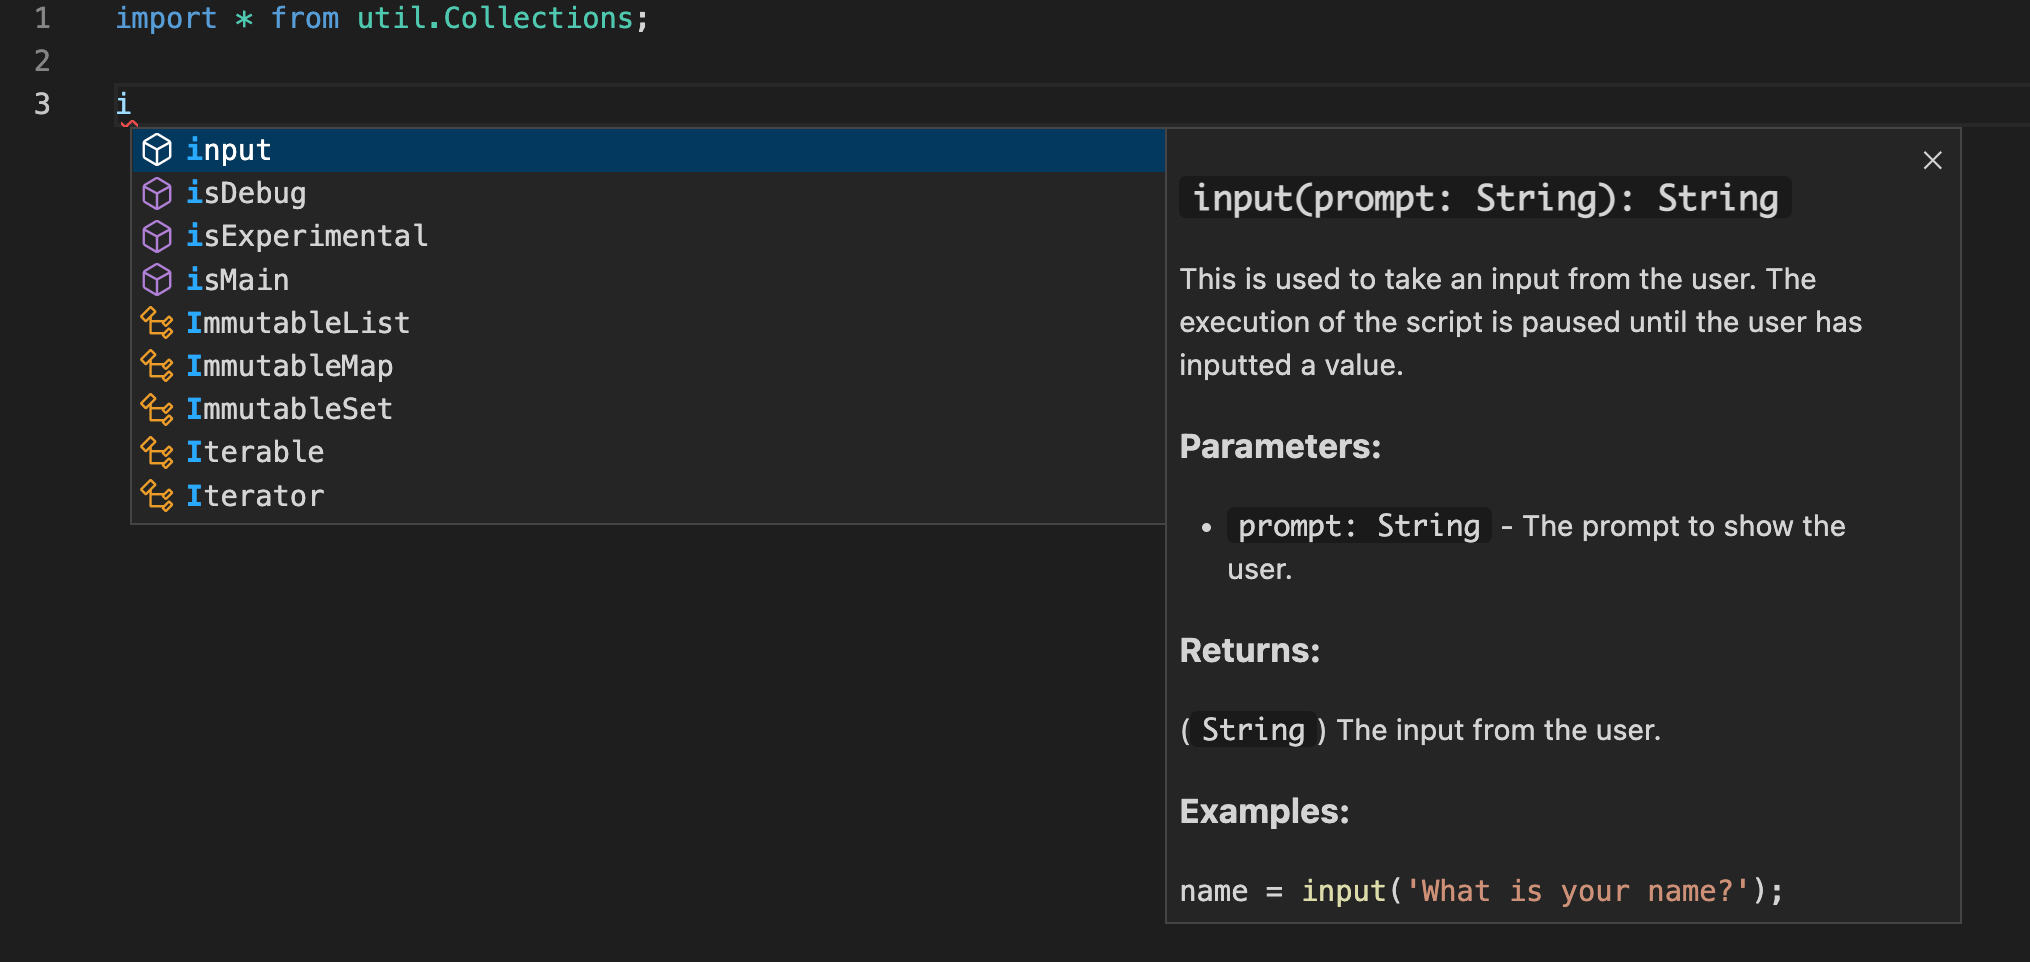 1 import * from util.Collections;
2
3 i
input
isDebug
isExperimental
isMain
ImmutableList
ImmutableMap
ImmutableSet
Iterable
Iterator
input(prompt: String): String
This is used to take an input from the user. The
execution of the script is paused until the user has
inputted a value.
Parameters:
• prompt: String - The prompt to show the
user.
Returns:
( String ) The input from the user.
Examples:
name = input('What is your name?');